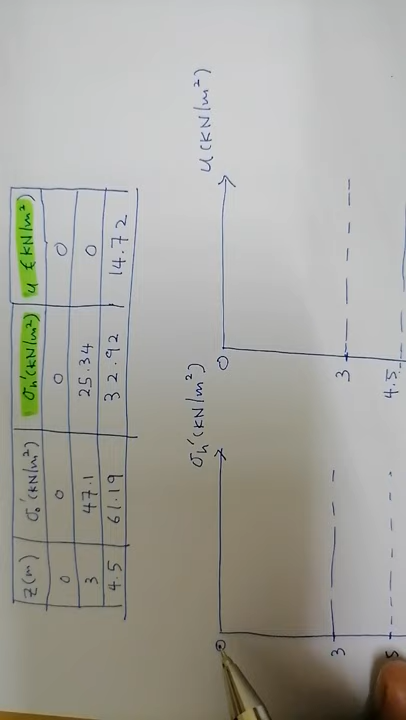 z(m) σo'(kN/m²) σh'(kN/m²) u (kN/m²)
0 0 0 0
3 47.1 25.34 0
4.5 61.19 32.92 14.72
σh'(kN/m²) u(kN/m²)
0 0
3 3
5 4.5